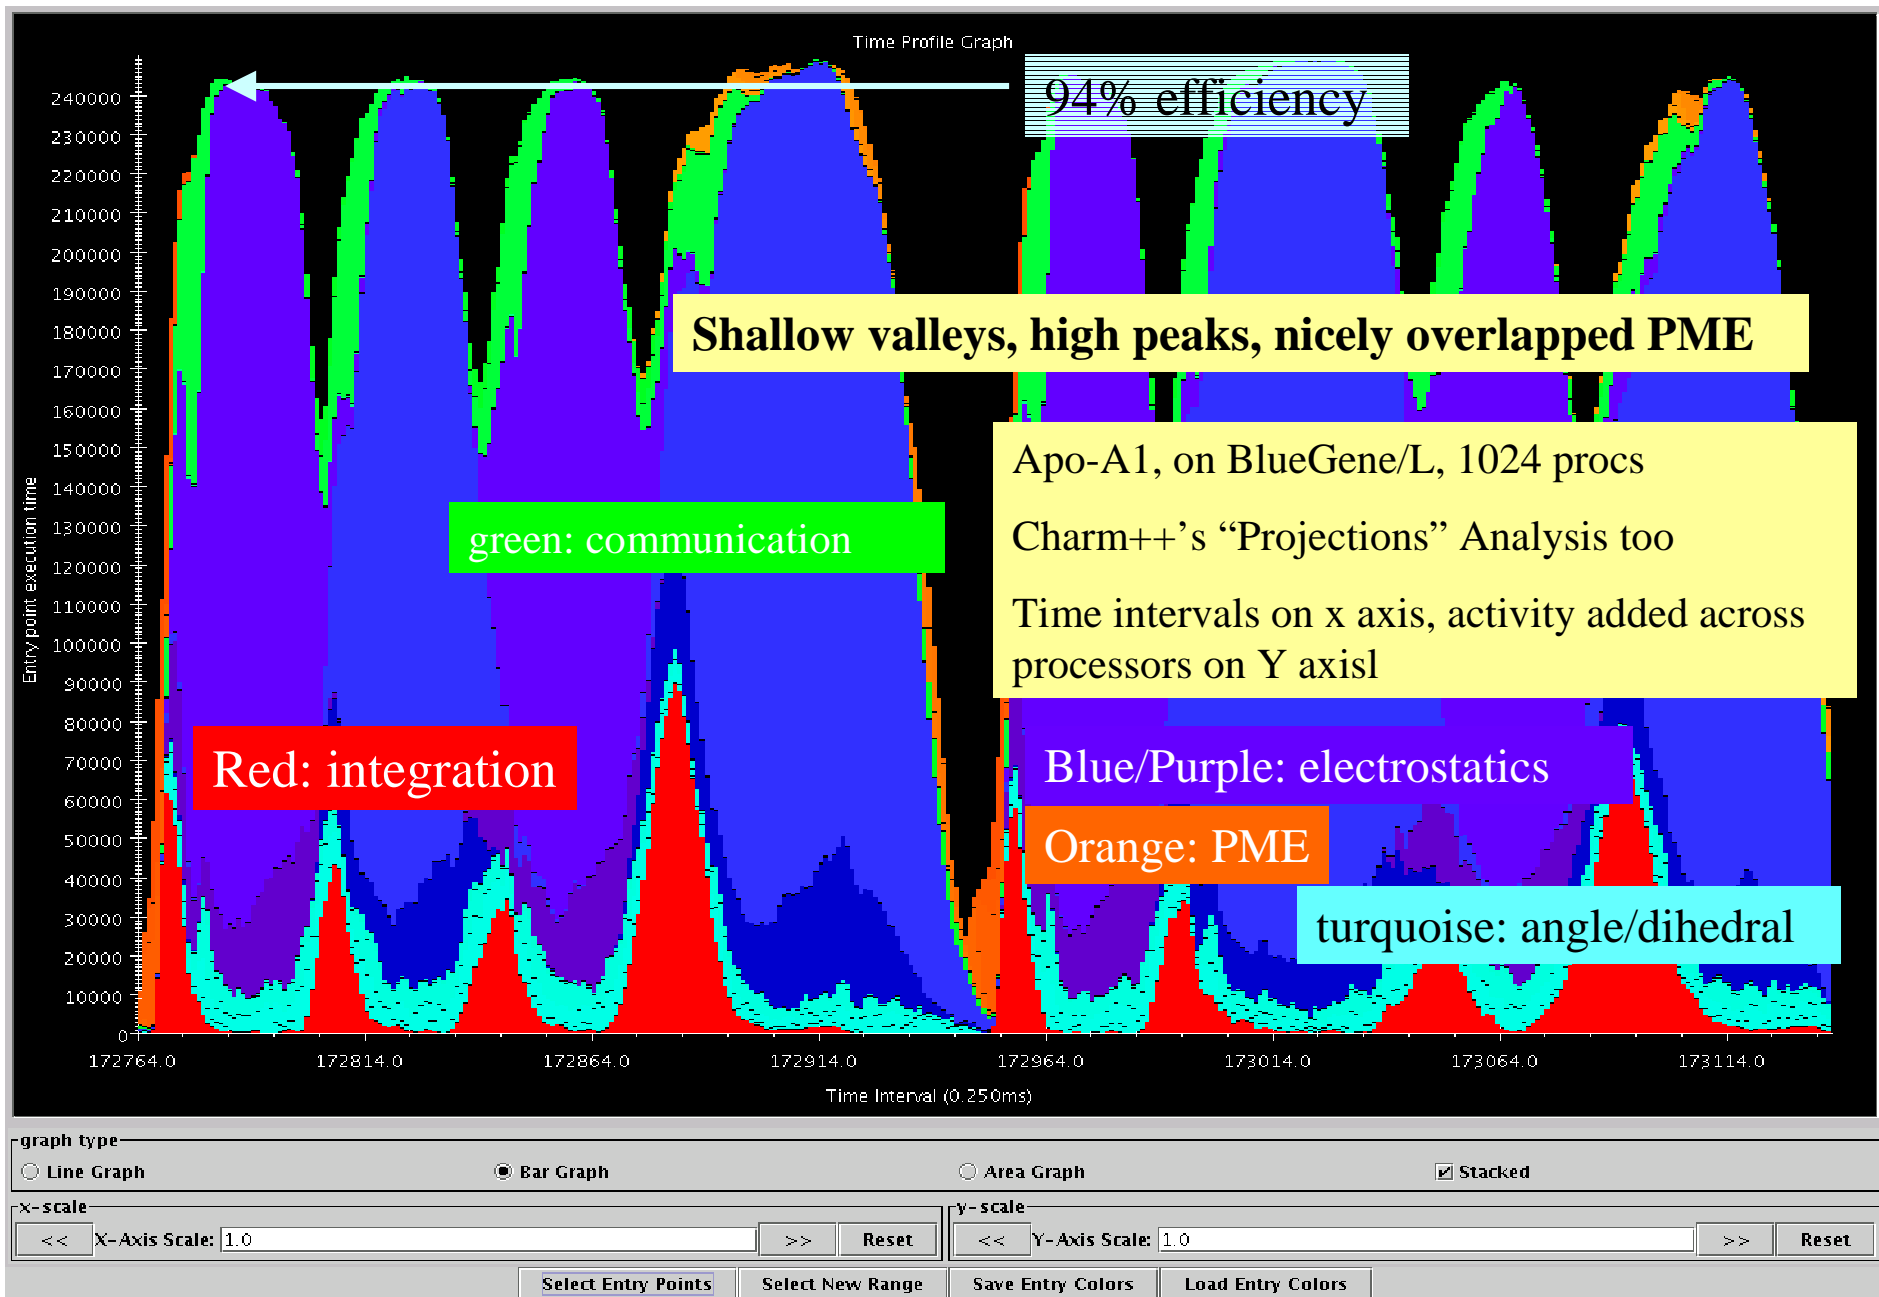 Time Profile Graph
94% efficiency
240000
230000
220000
210000
200000
190000
180000
170000
160000
150000
140000
130000
120000
110000
100000
90000
80000
70000
60000
50000
40000
30000
20000
10000
0
Entry point execution time
Shallow valleys, high peaks, nicely overlapped PME
Apo-A1, on BlueGene/L, 1024 procs
Charm++’s “Projections” Analysis too
Time intervals on x axis, activity added across
processors on Y axisl
green: communication
Red: integration
Blue/Purple: electrostatics
Orange: PME
turquoise: angle/dihedral
172764.0 172814.0 172864.0 172914.0 172964.0 173014.0 173064.0 173114.0
Time Interval (0.250ms)
graph type
Line Graph Bar Graph Area Graph Stacked
x-scale y-scale
<< X-Axis Scale: 1.0 >> Reset << Y-Axis Scale: 1.0 >> Reset
Select Entry Points Select New Range Save Entry Colors Load Entry Colors